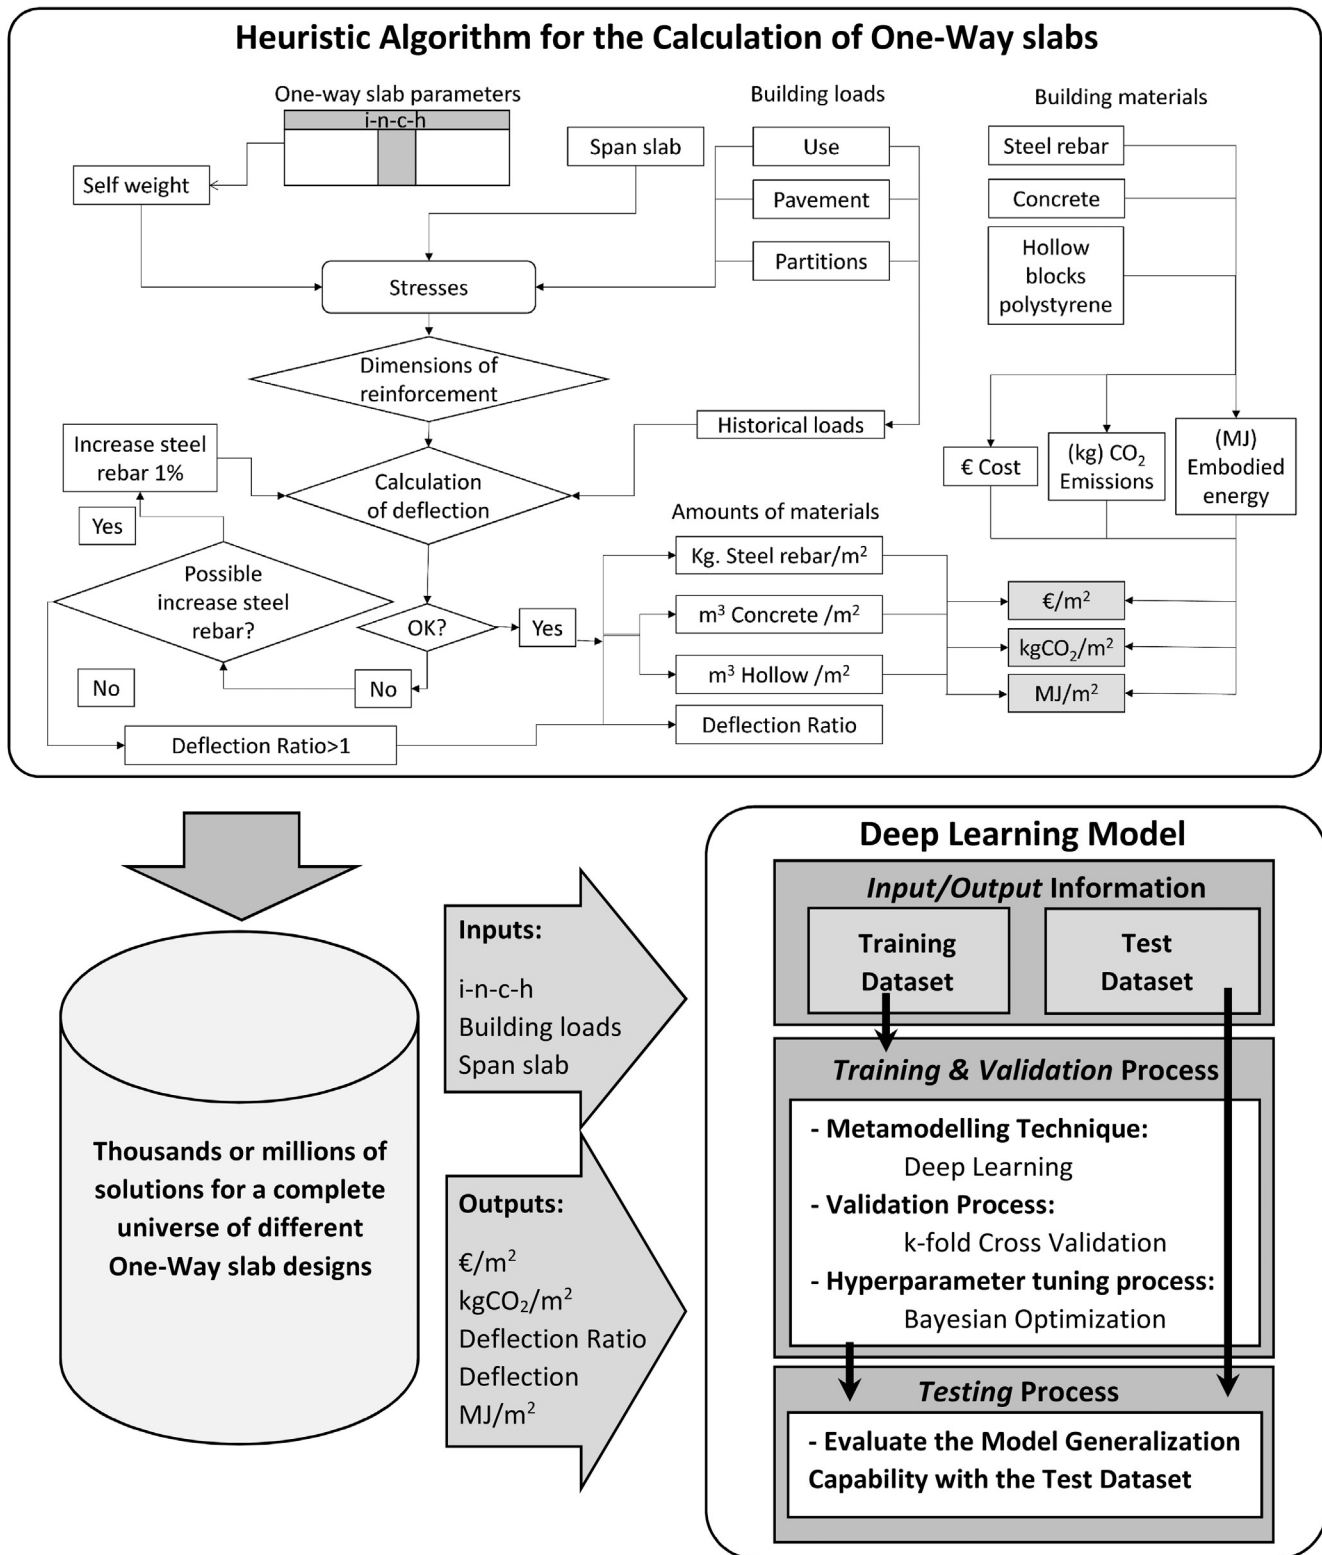 Heuristic Algorithm for the Calculation of One-Way slabs
One-way slab parameters
i-n-c-h
Self weight
Span slab
Building loads
Use
Pavement
Partitions
Building materials
Steel rebar
Concrete
Hollow
blocks
polystyrene
Stresses
Dimensions of
reinforcement
Historical loads
Increase steel
rebar 1%
Calculation
of deflection
€ Cost
(kg) CO₂
Emissions
(MJ)
Embodied
energy
Yes
Possible
increase steel
rebar?
OK?
Yes
No
No
Deflection Ratio>1
Amounts of materials
Kg. Steel rebar/m²
m³ Concrete /m²
m³ Hollow /m²
Deflection Ratio
€/m²
kgCO₂/m²
MJ/m²
Thousands or millions of
solutions for a complete
universe of different
One-Way slab designs
Inputs:
i-n-c-h
Building loads
Span slab
Outputs:
€/m²
kgCO₂/m²
Deflection Ratio
Deflection
MJ/m²
Deep Learning Model
Input/Output Information
Training
Dataset
Test
Dataset
Training & Validation Process
- Metamodelling Technique:
Deep Learning
- Validation Process:
k-fold Cross Validation
- Hyperparameter tuning process:
Bayesian Optimization
Testing Process
- Evaluate the Model Generalization
Capability with the Test Dataset